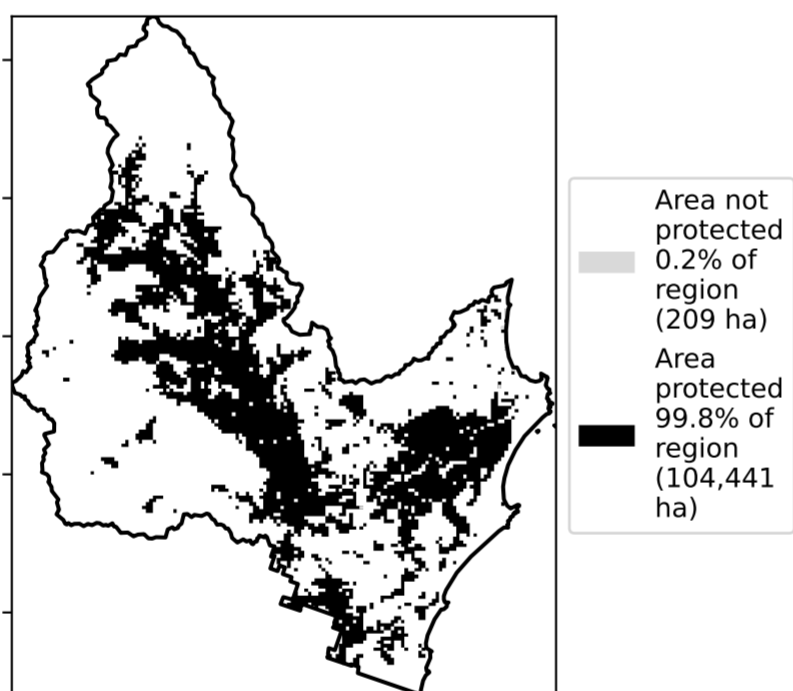 Area not
protected
0.2% of
region
(209 ha)
Area
protected
99.8% of
region
(104,441
ha)